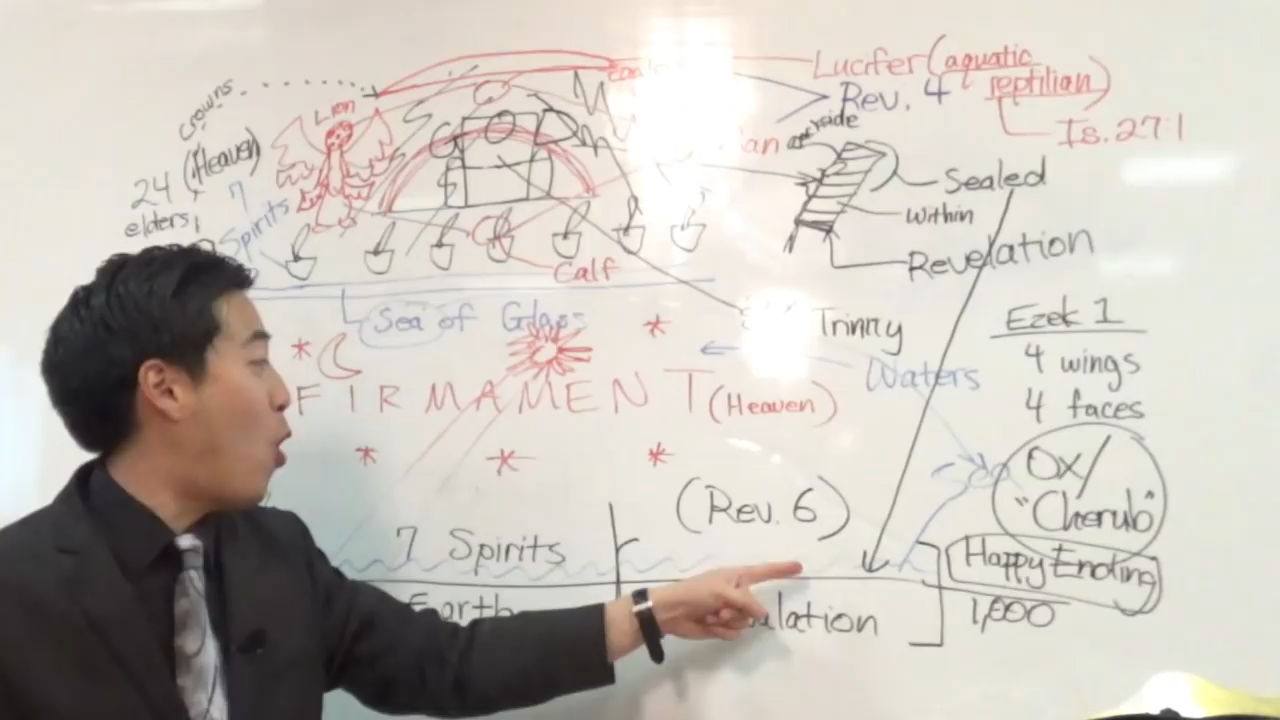 Lucifer (aquatic
reptilian)
Rev. 4
Is. 27:1
crowns
Lion
24 (Heaven)
elders
7
Spirits
GOD
Sealed
Within
Revelation
Calf
Sea of Glass
Trinity
Waters
FIRMAMENT (Heaven)
Ezek 1
4 wings
4 faces
Ox/
"Cherub"
(Rev. 6)
7 Spirits
Happy Ending
Earth
1,000